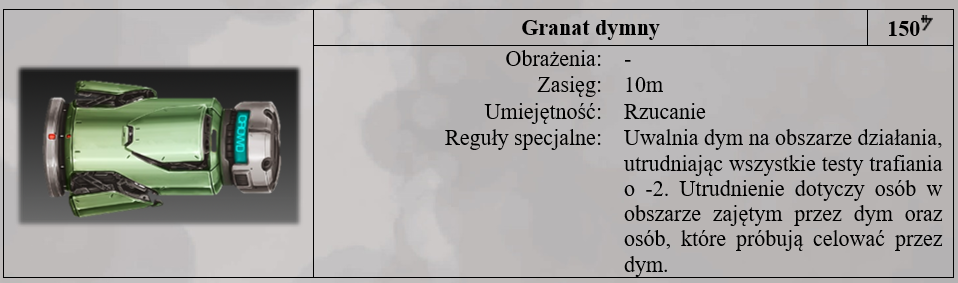 Granat dymny
150
Obrażenia: -
Zasięg: 10m
Umiejętność: Rzucanie
Reguły specjalne: Uwalnia dym na obszarze działania,
utrudniając wszystkie testy trafiania
o -2. Utrudnienie dotyczy osób w
obszarze zajętym przez dym oraz
osób, które próbują celować przez
dym.